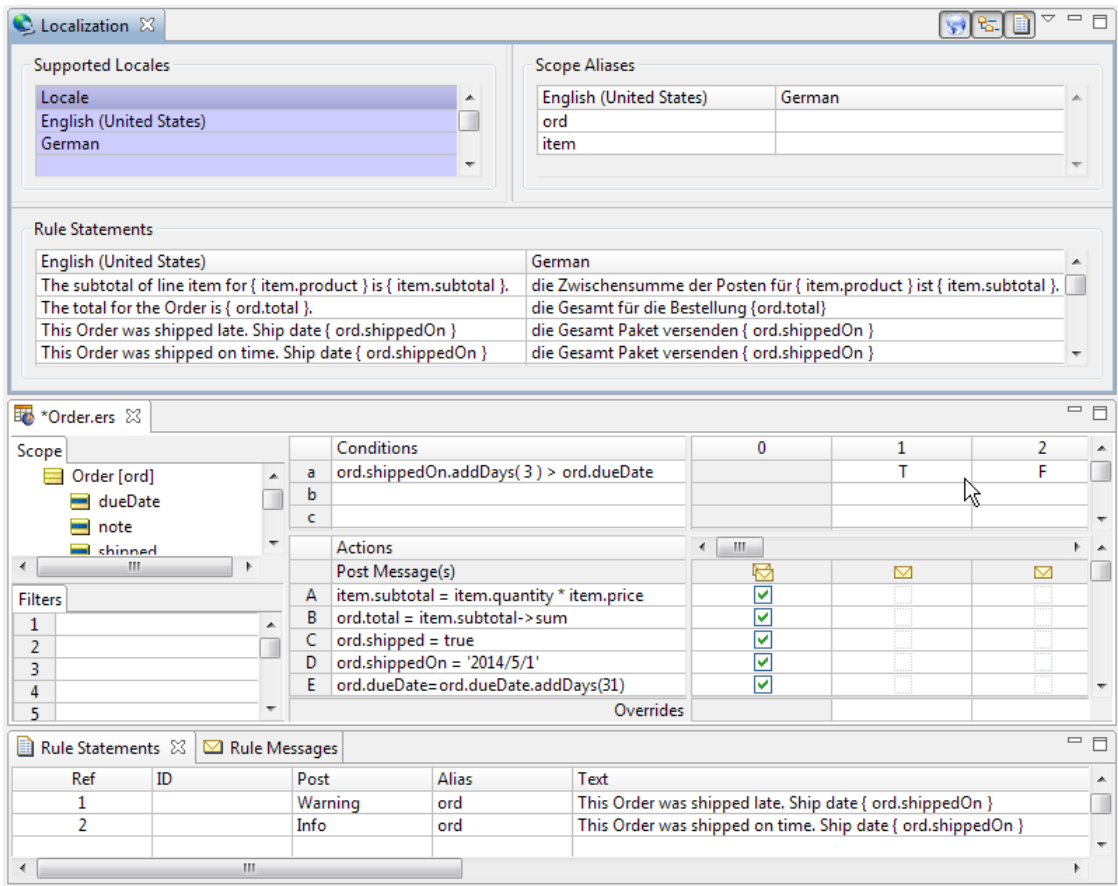 Localization
Supported Locales
Locale
English (United States)
German
Scope Aliases
English (United States) German
ord
item
Rule Statements
English (United States) German
The subtotal of line item for { item.product } is { item.subtotal }. die Zwischensumme der Posten für { item.product } ist { item.subtotal }.
The total for the Order is { ord.total }. die Gesamt für die Bestellung {ord.total}
This Order was shipped late. Ship date { ord.shippedOn } die Gesamt Paket versenden { ord.shippedOn }
This Order was shipped on time. Ship date { ord.shippedOn } die Gesamt Paket versenden { ord.shippedOn }
*Order.ers
Scope
Order [ord]
dueDate
note
shipped
Filters
1
2
3
4
5
Conditions 0 1 2
a ord.shippedOn.addDays( 3 ) > ord.dueDate T F
b
c
Actions
Post Message(s)
A item.subtotal = item.quantity * item.price
B ord.total = item.subtotal->sum
C ord.shipped = true
D ord.shippedOn = '2014/5/1'
E ord.dueDate=ord.dueDate.addDays(31)
Overrides
Rule Statements Rule Messages
Ref ID Post Alias Text
1 Warning ord This Order was shipped late. Ship date { ord.shippedOn }
2 Info ord This Order was shipped on time. Ship date { ord.shippedOn }